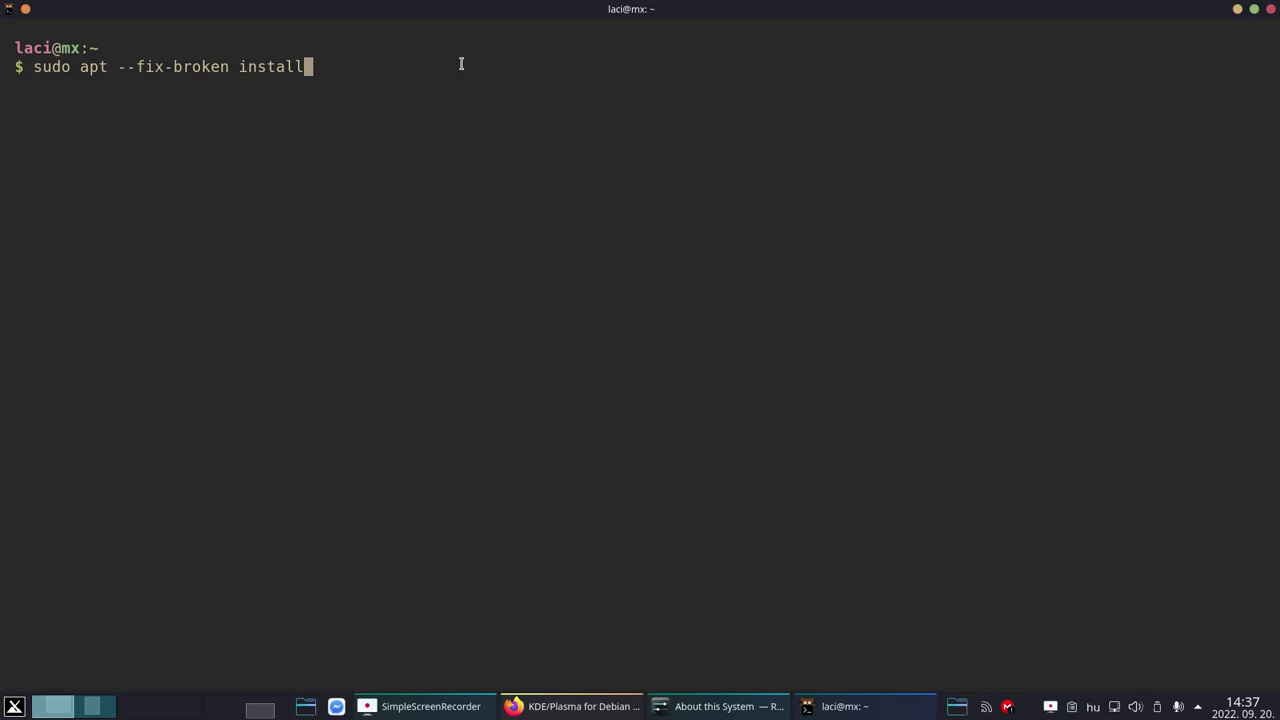 laci@mx: ~
laci@mx:~
$ sudo apt --fix-broken install
SimpleScreenRecorder
KDE/Plasma for Debian ...
About this System — R...
laci@mx: ~
hu
14:37
2022. 09. 20.